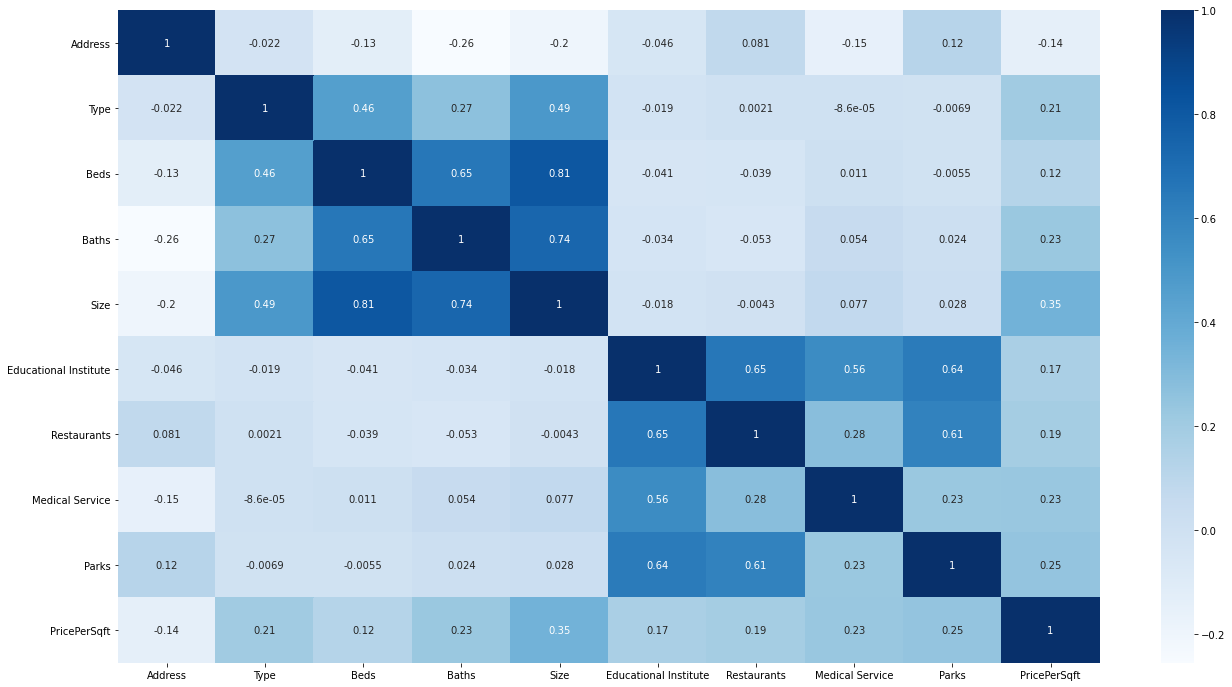 Address 1 -0.022 -0.13 -0.26 -0.2 -0.046 0.081 -0.15 0.12 -0.14
Type -0.022 1 0.46 0.27 0.49 -0.019 0.0021 -8.6e-05 -0.0069 0.21
Beds -0.13 0.46 1 0.65 0.81 -0.041 -0.039 0.011 -0.0055 0.12
Baths -0.26 0.27 0.65 1 0.74 -0.034 -0.053 0.054 0.024 0.23
Size -0.2 0.49 0.81 0.74 1 -0.018 -0.0043 0.077 0.028 0.35
Educational Institute -0.046 -0.019 -0.041 -0.034 -0.018 1 0.65 0.56 0.64 0.17
Restaurants 0.081 0.0021 -0.039 -0.053 -0.0043 0.65 1 0.28 0.61 0.19
Medical Service -0.15 -8.6e-05 0.011 0.054 0.077 0.56 0.28 1 0.23 0.23
Parks 0.12 -0.0069 -0.0055 0.024 0.028 0.64 0.61 0.23 1 0.25
PricePerSqft -0.14 0.21 0.12 0.23 0.35 0.17 0.19 0.23 0.25 1
Address Type Beds Baths Size Educational Institute Restaurants Medical Service Parks PricePerSqft
1.0
0.8
0.6
0.4
0.2
0.0
−0.2